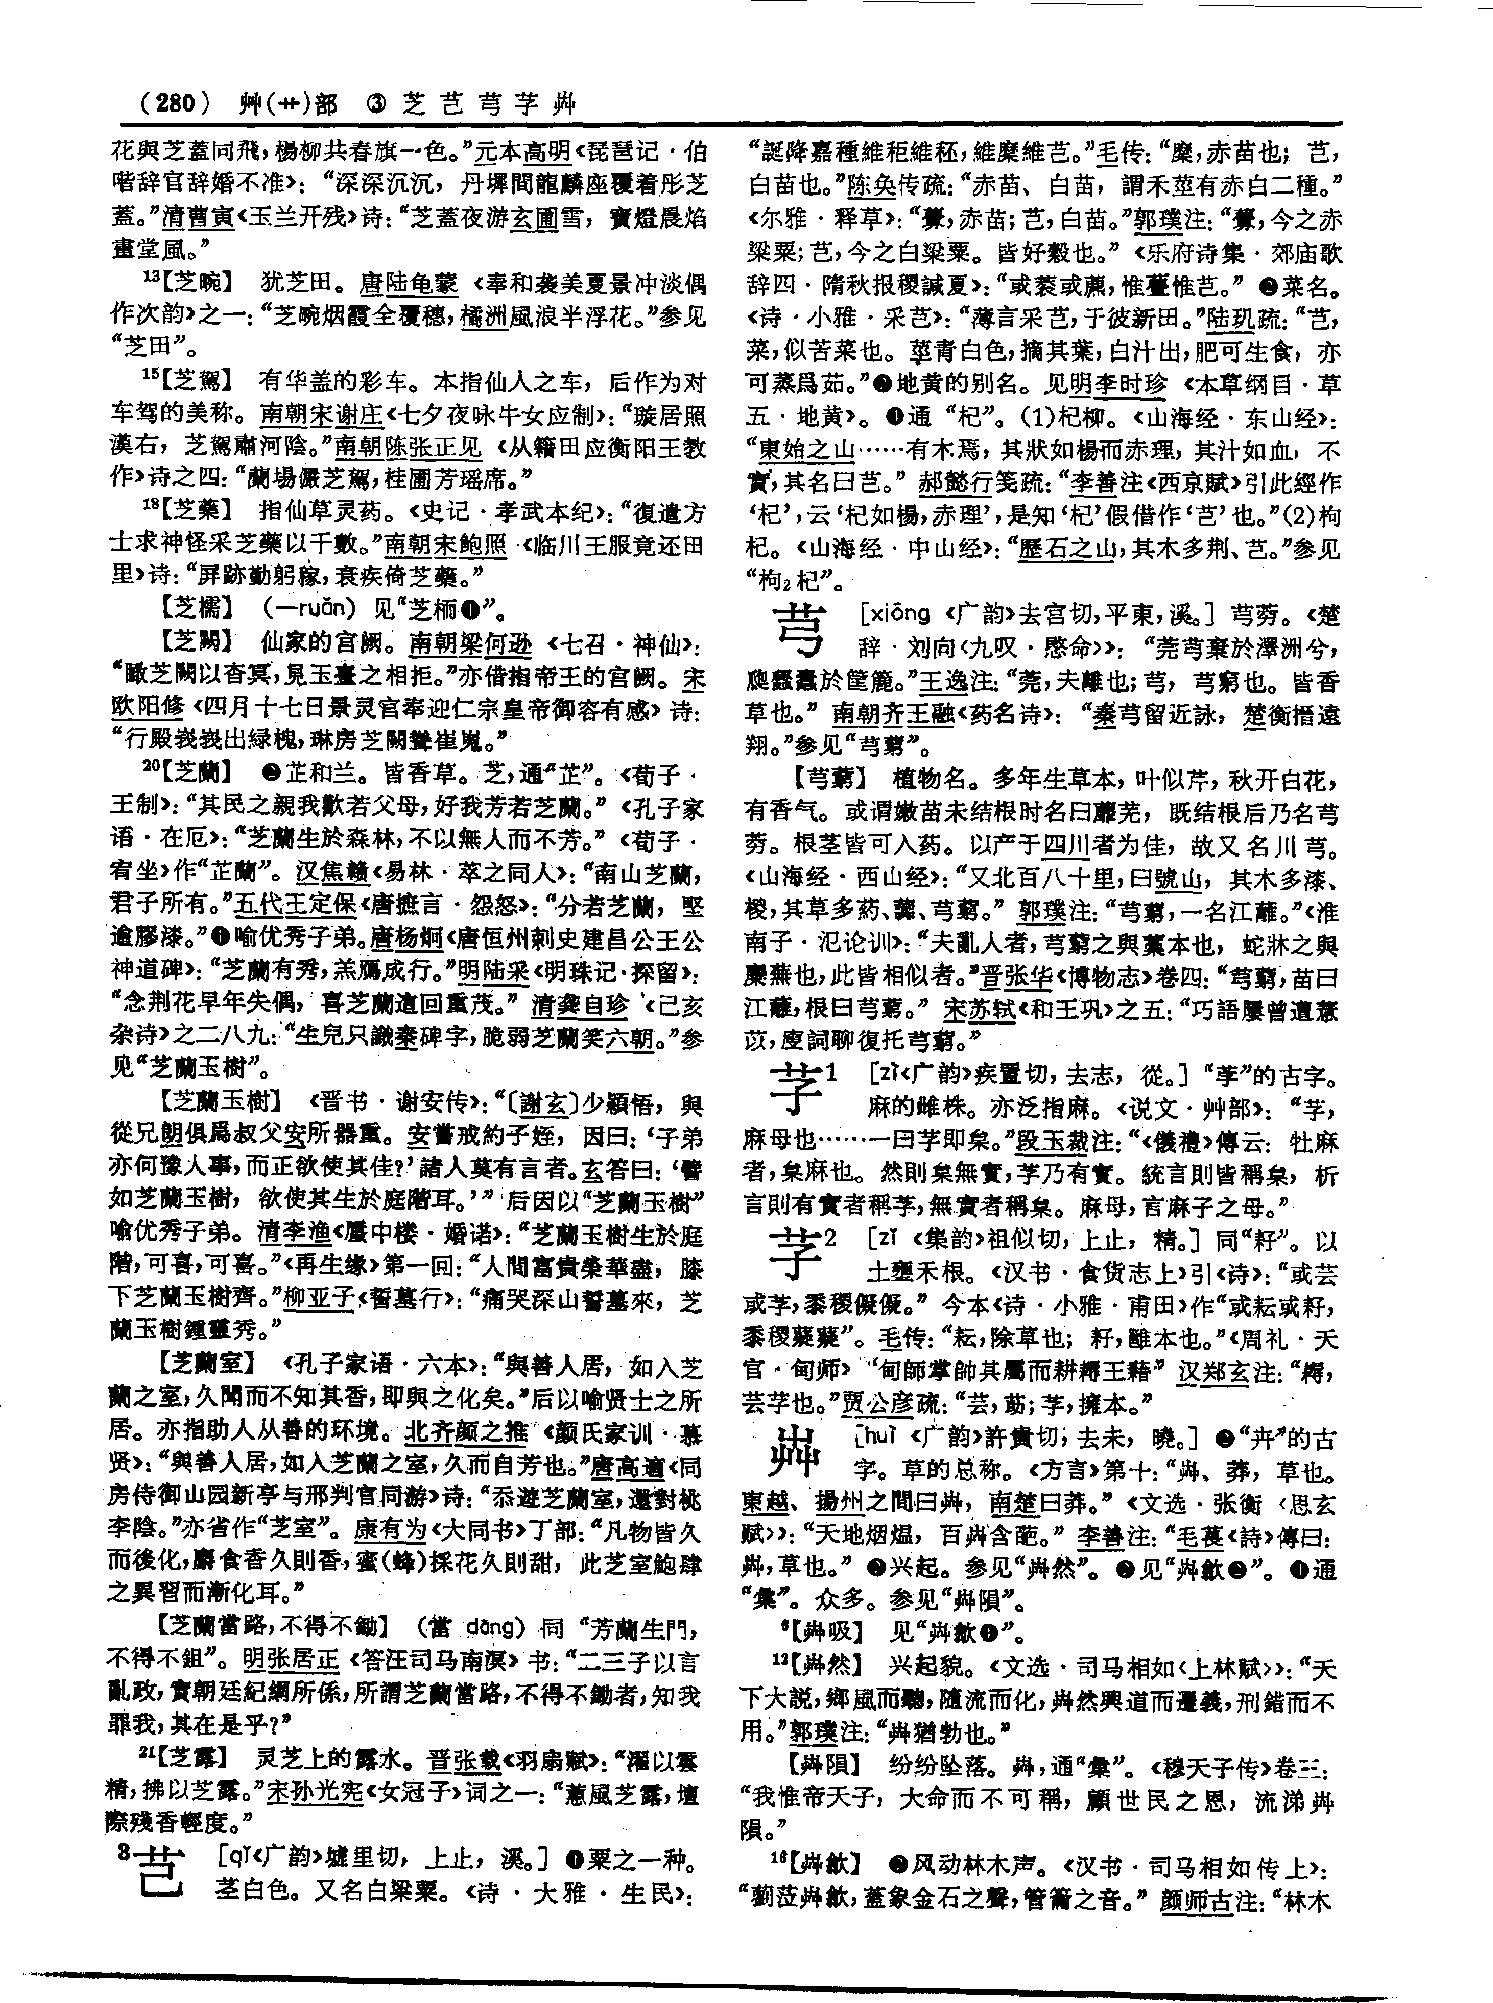 (280) 艸(艹)部 ③ 芝 芑 芎 芓 芔
花與芝蓋同飛，楊柳共春旗一色。”元本高明《琵琶记·伯
喈辞官辞婚不准》：“深深沉沉，丹墀間龍麟座覆着彤芝
蓋。”清曹寅《玉兰开残》诗：“芝蓋夜游玄圃雪，寶燈晨焰
畫堂風。”
13【芝畹】 犹芝田。唐陆龟蒙《奉和袭美夏景冲淡偶
作次韵》之一：“芝畹烟霞全覆穗，橘洲風浪半浮花。”参见
“芝田”。
15【芝駕】 有华盖的彩车。本指仙人之车，后作为对
车驾的美称。南朝宋谢庄《七夕夜咏牛女应制》：“璇居照
漢右，芝駕肅河陰。”南朝陈张正见《从籍田应衡阳王教
作》诗之四：“蘭場儼芝駕，桂圃芳瑶席。”
18【芝藥】 指仙草灵药。《史记·孝武本纪》：“復遣方
士求神怪采芝藥以千數。”南朝宋鲍照《临川王服竟还田
里》诗：“屏跡勤躬稼，衰疾倚芝藥。”
【芝檽】 (—ruǎn) 见“芝栭❶”。
【芝闕】 仙家的宫阙。南朝梁何逊《七召·神仙》：
“瞰芝闕以杳冥，見玉臺之相拒。”亦借指帝王的宫阙。宋
欧阳修《四月十七日景灵宫奉迎仁宗皇帝御容有感》诗：
“行殿峩峩出緑槐，琳房芝闕聳崔嵬。”
20【芝蘭】 ❶芷和兰。皆香草。芝，通“芷”。《荀子·
王制》：“其民之親我歡若父母，好我芳若芝蘭。”《孔子家
语·在厄》：“芝蘭生於森林，不以無人而不芳。”《荀子·
宥坐》作“芷蘭”。汉焦赣《易林·萃之同人》：“南山芝蘭，
君子所有。”五代王定保《唐摭言·怨怒》：“分若芝蘭，堅
逾膠漆。”❷喻优秀子弟。唐杨炯《唐恒州刺史建昌公王公
神道碑》：“芝蘭有秀，羔鴈成行。”明陆采《明珠记·探留》：
“念荆花早年失偶，喜芝蘭遶回重茂。”清龚自珍《己亥
杂诗》之二八九：“生兒只識秦碑字，脆弱芝蘭笑六朝。”参
见“芝蘭玉樹”。
【芝蘭玉樹】 《晋书·谢安传》：“〔謝玄〕少穎悟，與
從兄朗俱爲叔父安所器重。安嘗戒約子姪，因曰：‘子弟
亦何豫人事，而正欲使其佳？’諸人莫有言者。玄答曰：‘譬
如芝蘭玉樹，欲使其生於庭階耳。’”后因以“芝蘭玉樹”
喻优秀子弟。清李渔《蜃中楼·婚诺》：“芝蘭玉樹生於庭
階，可喜，可喜。”《再生缘》第一回：“人間富貴榮華盡，膝
下芝蘭玉樹齊。”柳亚子《誓墓行》：“痛哭深山誓墓來，芝
蘭玉樹鍾靈秀。”
【芝蘭室】 《孔子家语·六本》：“與善人居，如入芝
蘭之室，久聞而不知其香，即與之化矣。”后以喻贤士之所
居。亦指助人从善的环境。北齐颜之推《颜氏家训·慕
贤》：“與善人居，如入芝蘭之室，久而自芳也。”唐高適《同
房侍御山园新亭与邢判官同游》诗：“忝遊芝蘭室，還對桃
李陰。”亦省作“芝室”。康有为《大同书》丁部：“凡物皆久
而後化，麝食香久則香，蜜(蜂)採花久則甜，此芝室鮑肆
之異習而漸化耳。”
【芝蘭當路，不得不鋤】 (當 dāng) 同“芳蘭生門，
不得不鉏”。明张居正《答汪司马南溟》书：“二三子以言
亂政，實朝廷紀綱所係，所謂芝蘭當路，不得不鋤者，知我
罪我，其在是乎？”
21【芝露】 灵芝上的露水。晋张载《羽扇赋》：“濯以雲
精，拂以芝露。”宋孙光宪《女冠子》词之一：“蕙風芝露，壇
際殘香輕度。”
3芑 [qǐ《广韵》墟里切，上止，溪。] ❶粟之一种。
茎白色。又名白梁粟。《诗·大雅·生民》：
“誕降嘉種維秬維秠，維穈維芑。”毛传：“穈，赤苗也；芑，
白苗也。”陈奂传疏：“赤苗、白苗，謂禾莖有赤白二種。”
《尔雅·释草》：“虋，赤苗；芑，白苗。”郭璞注：“虋，今之赤
粱粟；芑，今之白粱粟。皆好穀也。”《乐府诗集·郊庙歌
辞四·隋秋报稷諴夏》：“或蓘或藨，惟虋惟芑。”❷菜名。
《诗·小雅·采芑》：“薄言采芑，于彼新田。”陆玑疏：“芑，
菜，似苦菜也。莖青白色，摘其葉，白汁出，肥可生食，亦
可蒸爲茹。”❸地黄的别名。见明李时珍《本草纲目·草
五·地黄》。❹通“杞”。(1)杞柳。《山海经·东山经》：
“東始之山……有木焉，其狀如楊而赤理，其汁如血，不
實，其名曰芑。”郝懿行笺疏：“李善注《西京賦》引此經作
‘杞’，云‘杞如楊，赤理’，是知‘杞’假借作‘芑’也。”(2)枸
杞。《山海经·中山经》：“歷石之山，其木多荆、芑。”参见
“枸2杞”。
芎 [xiōng《广韵》去宫切，平東，溪。] 芎䓖。《楚
辞·刘向〈九叹·愍命〉》：“莞芎棄於澤洲兮，
瓟蠡蠹於筐簏。”王逸注：“莞，夫蘺也；芎，芎藭也。皆香
草也。”南朝齐王融《药名诗》：“秦芎留近詠，楚衡搢遠
翔。”参见“芎藭”。
【芎藭】 植物名。多年生草本，叶似芹，秋开白花，
有香气。或谓嫩苗未结根时名曰蘼芜，既结根后乃名芎
䓖。根茎皆可入药。以产于四川者为佳，故又名川芎。
《山海经·西山经》：“又北百八十里，曰號山，其木多漆、
椶，其草多葯、虈、芎藭。”郭璞注：“芎藭，一名江蘺。”《淮
南子·氾论训》：“夫亂人者，芎藭之與藁本也，蛇牀之與
麋蕪也，此皆相似者。”晋张华《博物志》卷四：“芎藭，苗曰
江蘺，根曰芎藭。”宋苏轼《和王巩》之五：“巧語屢曾遭薏
苡，廋詞聊復托芎藭。”
芓1 [zì《广韵》疾置切，去志，從。] “荸”的古字。
麻的雌株。亦泛指麻。《说文·艸部》：“芓，
麻母也……一曰芓即枲。”段玉裁注：“《儀禮》傳云：牡麻
者，枲麻也。然則枲無實，芓乃有實。統言則皆稱枲，析
言則有實者稱芓，無實者稱枲。麻母，言麻子之母。”
芓2 [zǐ《集韵》祖似切，上止，精。] 同“耔”。以
土壅禾根。《汉书·食货志上》引《诗》：“或芸
或芓，黍稷儗儗。”今本《诗·小雅·甫田》作“或耘或耔，
黍稷薿薿”。毛传：“耘，除草也；耔，雝本也。”《周礼·天
官·甸师》“甸師掌帥其屬而耕耨王藉”汉郑玄注：“耨，
芸芓也。”贾公彦疏：“芸，莇；芓，擁本。”
芔 [huì《广韵》許貴切，去未，曉。] ❶“卉”的古
字。草的总称。《方言》第十：“芔、莽，草也。
東越、揚州之間曰芔，南楚曰莽。”《文选·张衡〈思玄
赋〉》：“天地烟煴，百芔含蘤。”李善注：“毛萇《詩》傳曰：
芔，草也。”❷兴起。参见“芔然”。❸见“芔歙❷”。❹通
“彙”。众多。参见“芔隕”。
6【芔吸】 见“芔歙❶”。
12【芔然】 兴起貌。《文选·司马相如〈上林赋〉》：“天
下大説，鄉風而聽，隨流而化，芔然興道而遷義，刑錯而不
用。”郭璞注：“芔猶勃也。”
【芔隕】 纷纷坠落。芔，通“彙”。《穆天子传》卷三：
“我惟帝天子，大命而不可稱，顧世民之恩，流涕芔
隕。”
16【芔歙】 ❶风动林木声。《汉书·司马相如传上》：
“藰莅芔歙，蓋象金石之聲，管籥之音。”颜师古注：“林木